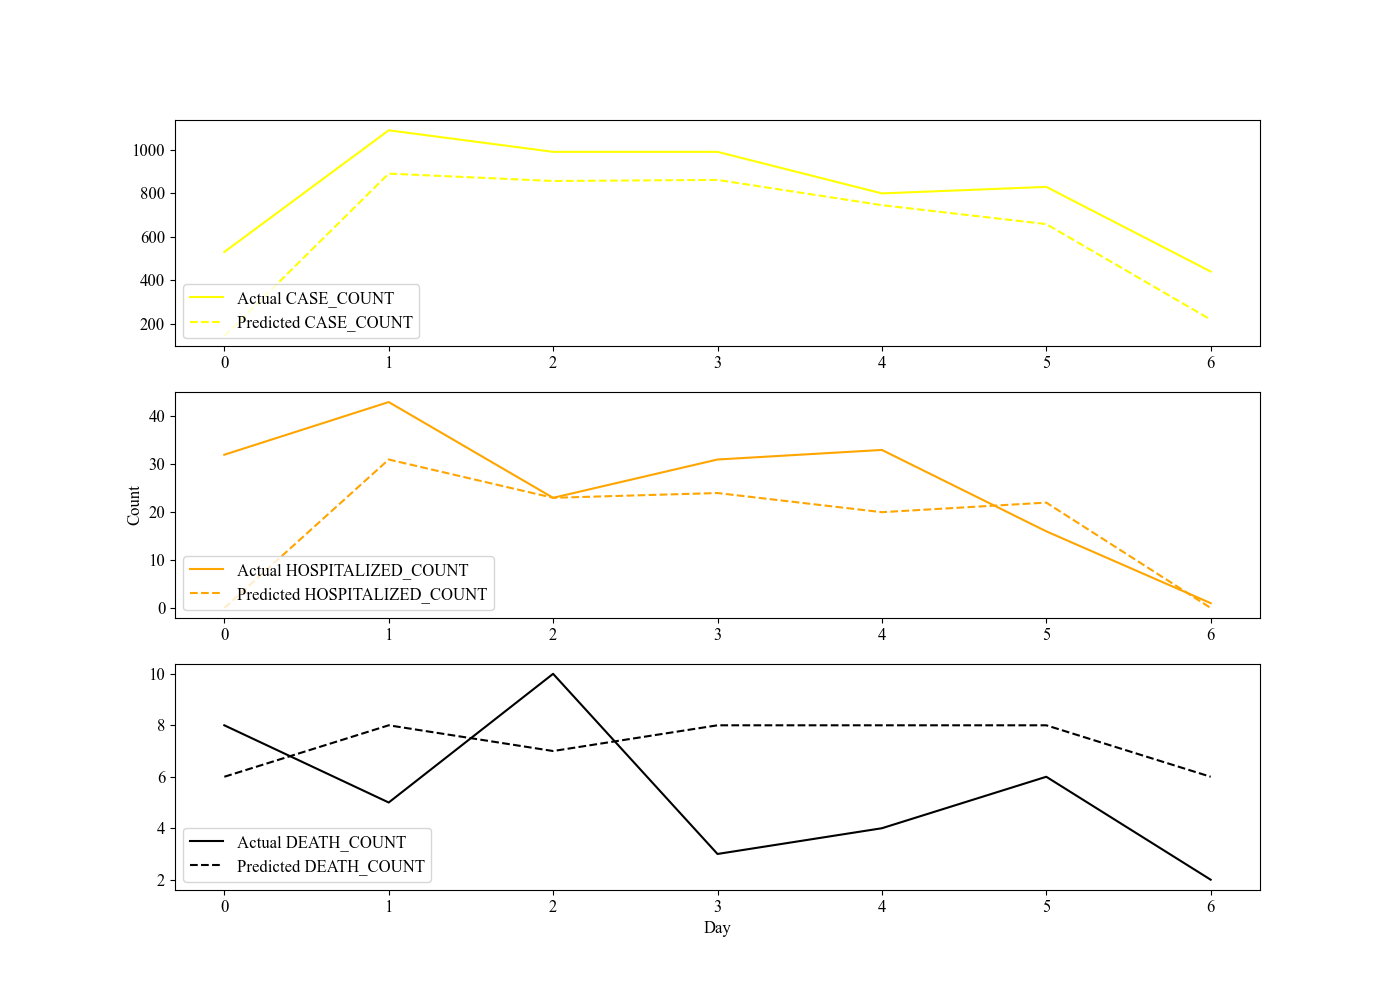 1000
800
600
400
200
Actual CASE_COUNT
Predicted CASE_COUNT
0 1 2 3 4 5 6
Count
40
30
20
10
0
Actual HOSPITALIZED_COUNT
Predicted HOSPITALIZED_COUNT
0 1 2 3 4 5 6
10
8
6
4
2
Actual DEATH_COUNT
Predicted DEATH_COUNT
0 1 2 3 4 5 6
Day